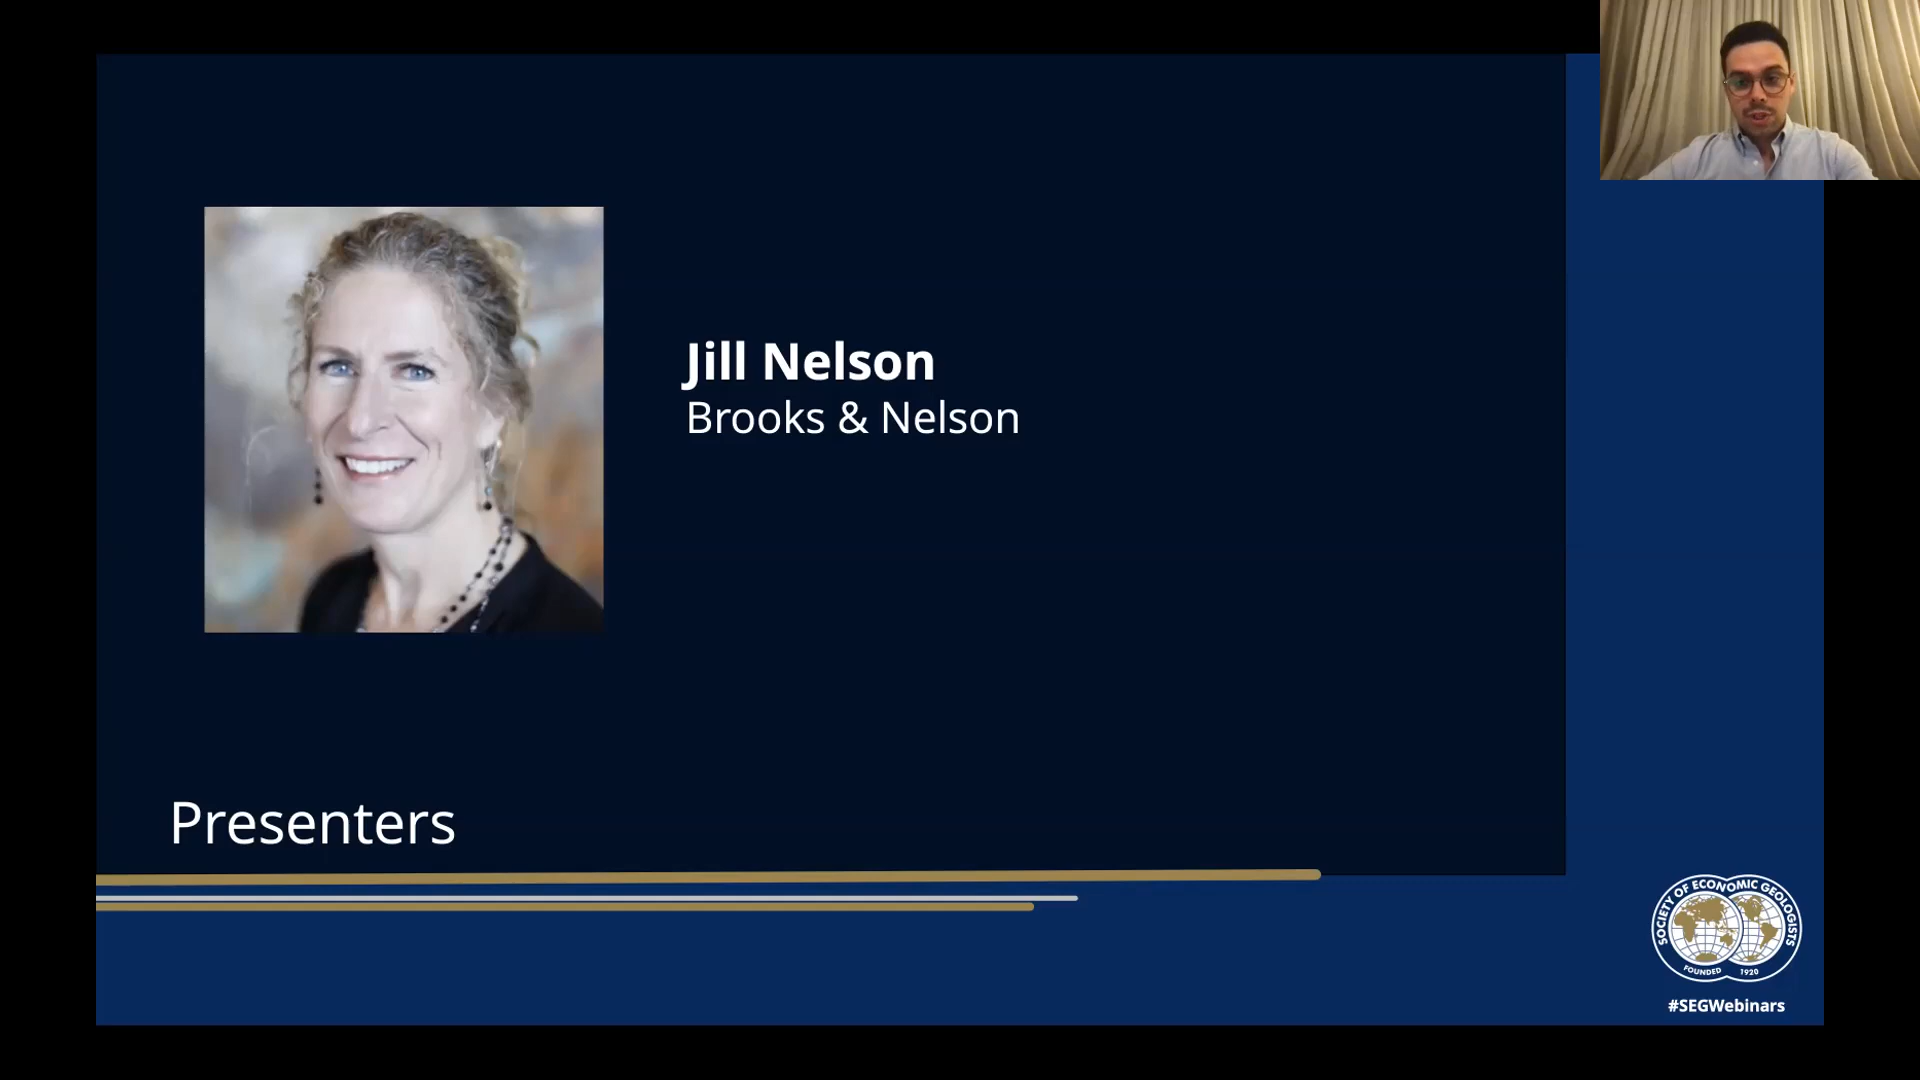 Jill Nelson
Brooks & Nelson
Presenters
SOCIETY OF ECONOMIC GEOLOGISTS
FOUNDED 1920
#SEGWebinars